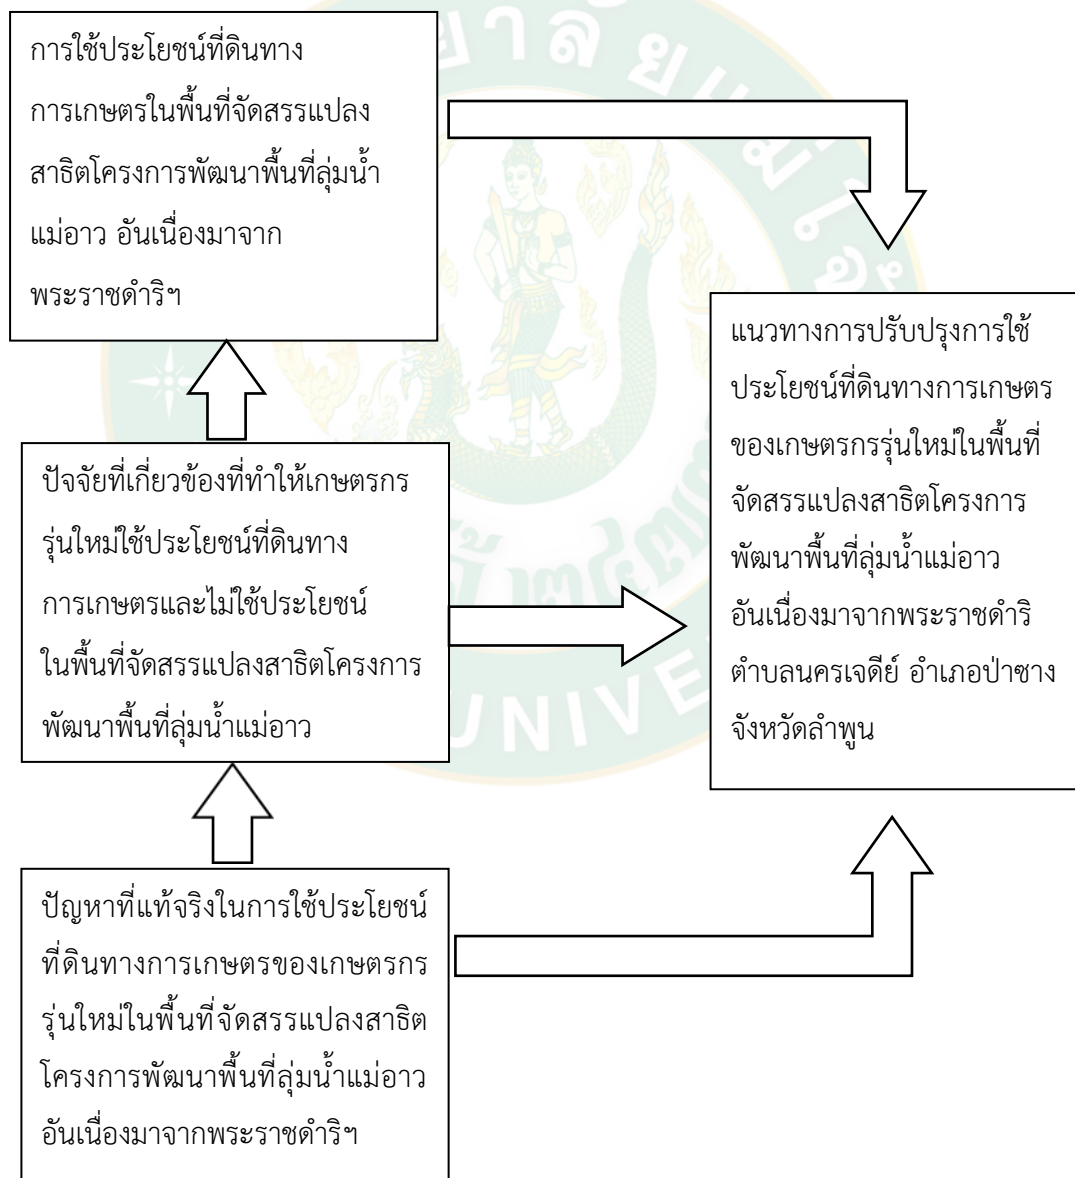 การใช้ประโยชน์ที่ดินทาง
การเกษตรในพื้นที่จัดสรรแปลง
สาธิตโครงการพัฒนาพื้นที่ลุ่มน้ำ
แม่อาว อันเนื่องมาจาก
พระราชดำริฯ
ปัจจัยที่เกี่ยวข้องที่ทำให้เกษตรกร
รุ่นใหม่ใช้ประโยชน์ที่ดินทาง
การเกษตรและไม่ใช้ประโยชน์
ในพื้นที่จัดสรรแปลงสาธิตโครงการ
พัฒนาพื้นที่ลุ่มน้ำแม่อาว
ปัญหาที่แท้จริงในการใช้ประโยชน์
ที่ดินทางการเกษตรของเกษตรกร
รุ่นใหม่ในพื้นที่จัดสรรแปลงสาธิต
โครงการพัฒนาพื้นที่ลุ่มน้ำแม่อาว
อันเนื่องมาจากพระราชดำริฯ
แนวทางการปรับปรุงการใช้
ประโยชน์ที่ดินทางการเกษตร
ของเกษตรกรรุ่นใหม่ในพื้นที่
จัดสรรแปลงสาธิตโครงการ
พัฒนาพื้นที่ลุ่มน้ำแม่อาว
อันเนื่องมาจากพระราชดำริ
ตำบลนครเจดีย์ อำเภอป่าซาง
จังหวัดลำพูน